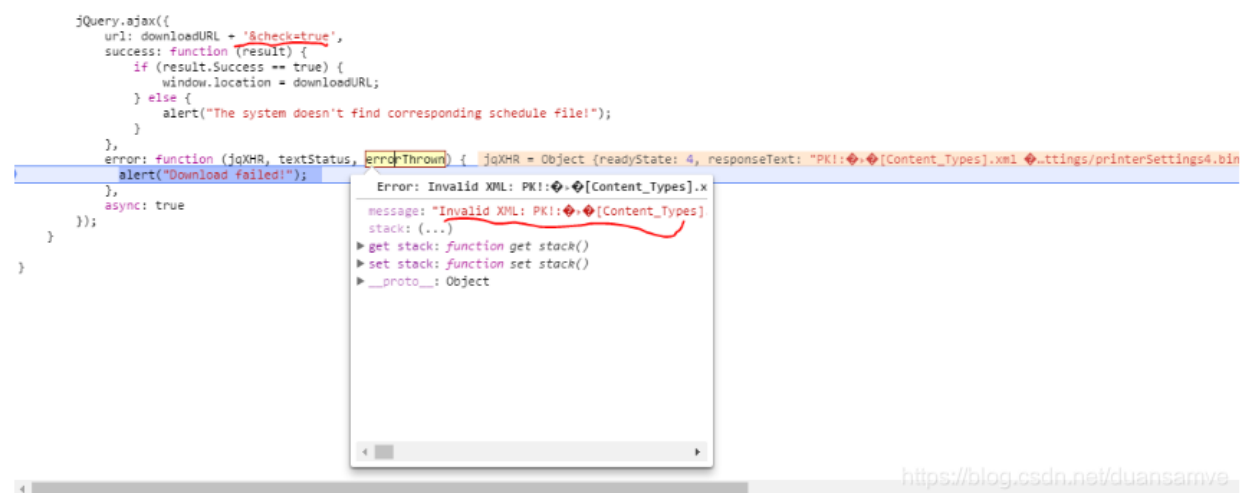 jQuery.ajax({
url: downloadURL + '&check=true',
success: function (result) {
if (result.Success == true) {
window.location = downloadURL;
} else {
alert("The system doesn't find corresponding schedule file!");
}
},
error: function (jqXHR, textStatus, errorThrown) { jqXHR = Object {readyState: 4, responseText: "PK!:�›�[Content_Types].xml �…ttings/printerSettings4.bin
alert("Download failed!");
},
async: true
});
}
}
Error: Invalid XML: PK!:�›�[Content_Types].x
message: "Invalid XML: PK!:�›�[Content_Types]
stack: (...)
get stack: function get stack()
set stack: function set stack()
__proto__: Object
https://blog.csdn.net/duansamve